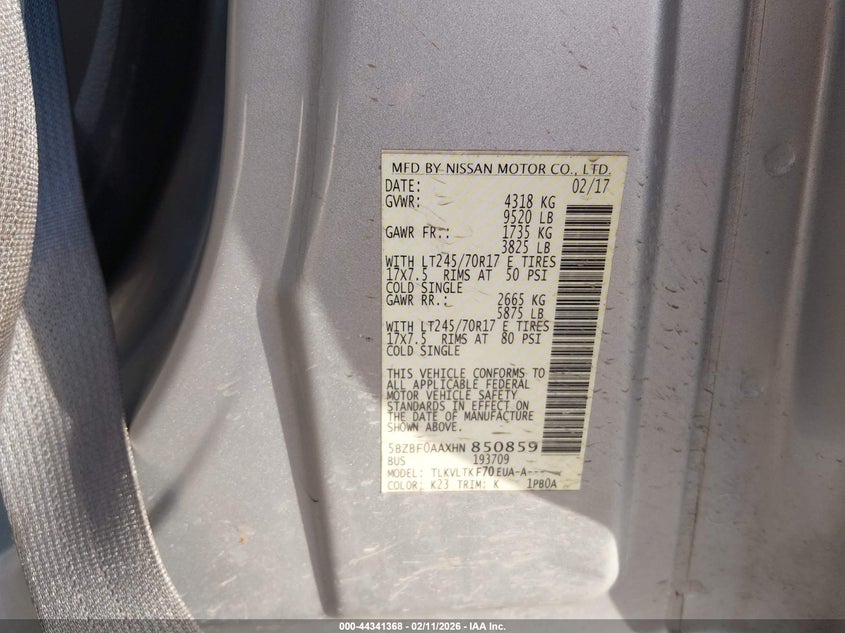 MFD BY NISSAN MOTOR CO., LTD.
DATE: 02/17
GVWR: 4318 KG
9520 LB
GAWR FR.: 1735 KG
3825 LB
WITH LT245/70R17 E TIRES
17X7.5 RIMS AT 50 PSI
COLD SINGLE
GAWR RR.: 2665 KG
5875 LB
WITH LT245/70R17 E TIRES
17X7.5 RIMS AT 80 PSI
COLD SINGLE
THIS VEHICLE CONFORMS TO
ALL APPLICABLE FEDERAL
MOTOR VEHICLE SAFETY
STANDARDS IN EFFECT ON
THE DATE OF MANUFACTURE
SHOWN ABOVE.
5BZBF0AAXHN 850859
BUS 193709
MODEL: TLKVLTKF70EUA-A-----
COLOR: K23 TRIM: K 1PB0A
000-44341368 - 02/11/2026 - IAA Inc.